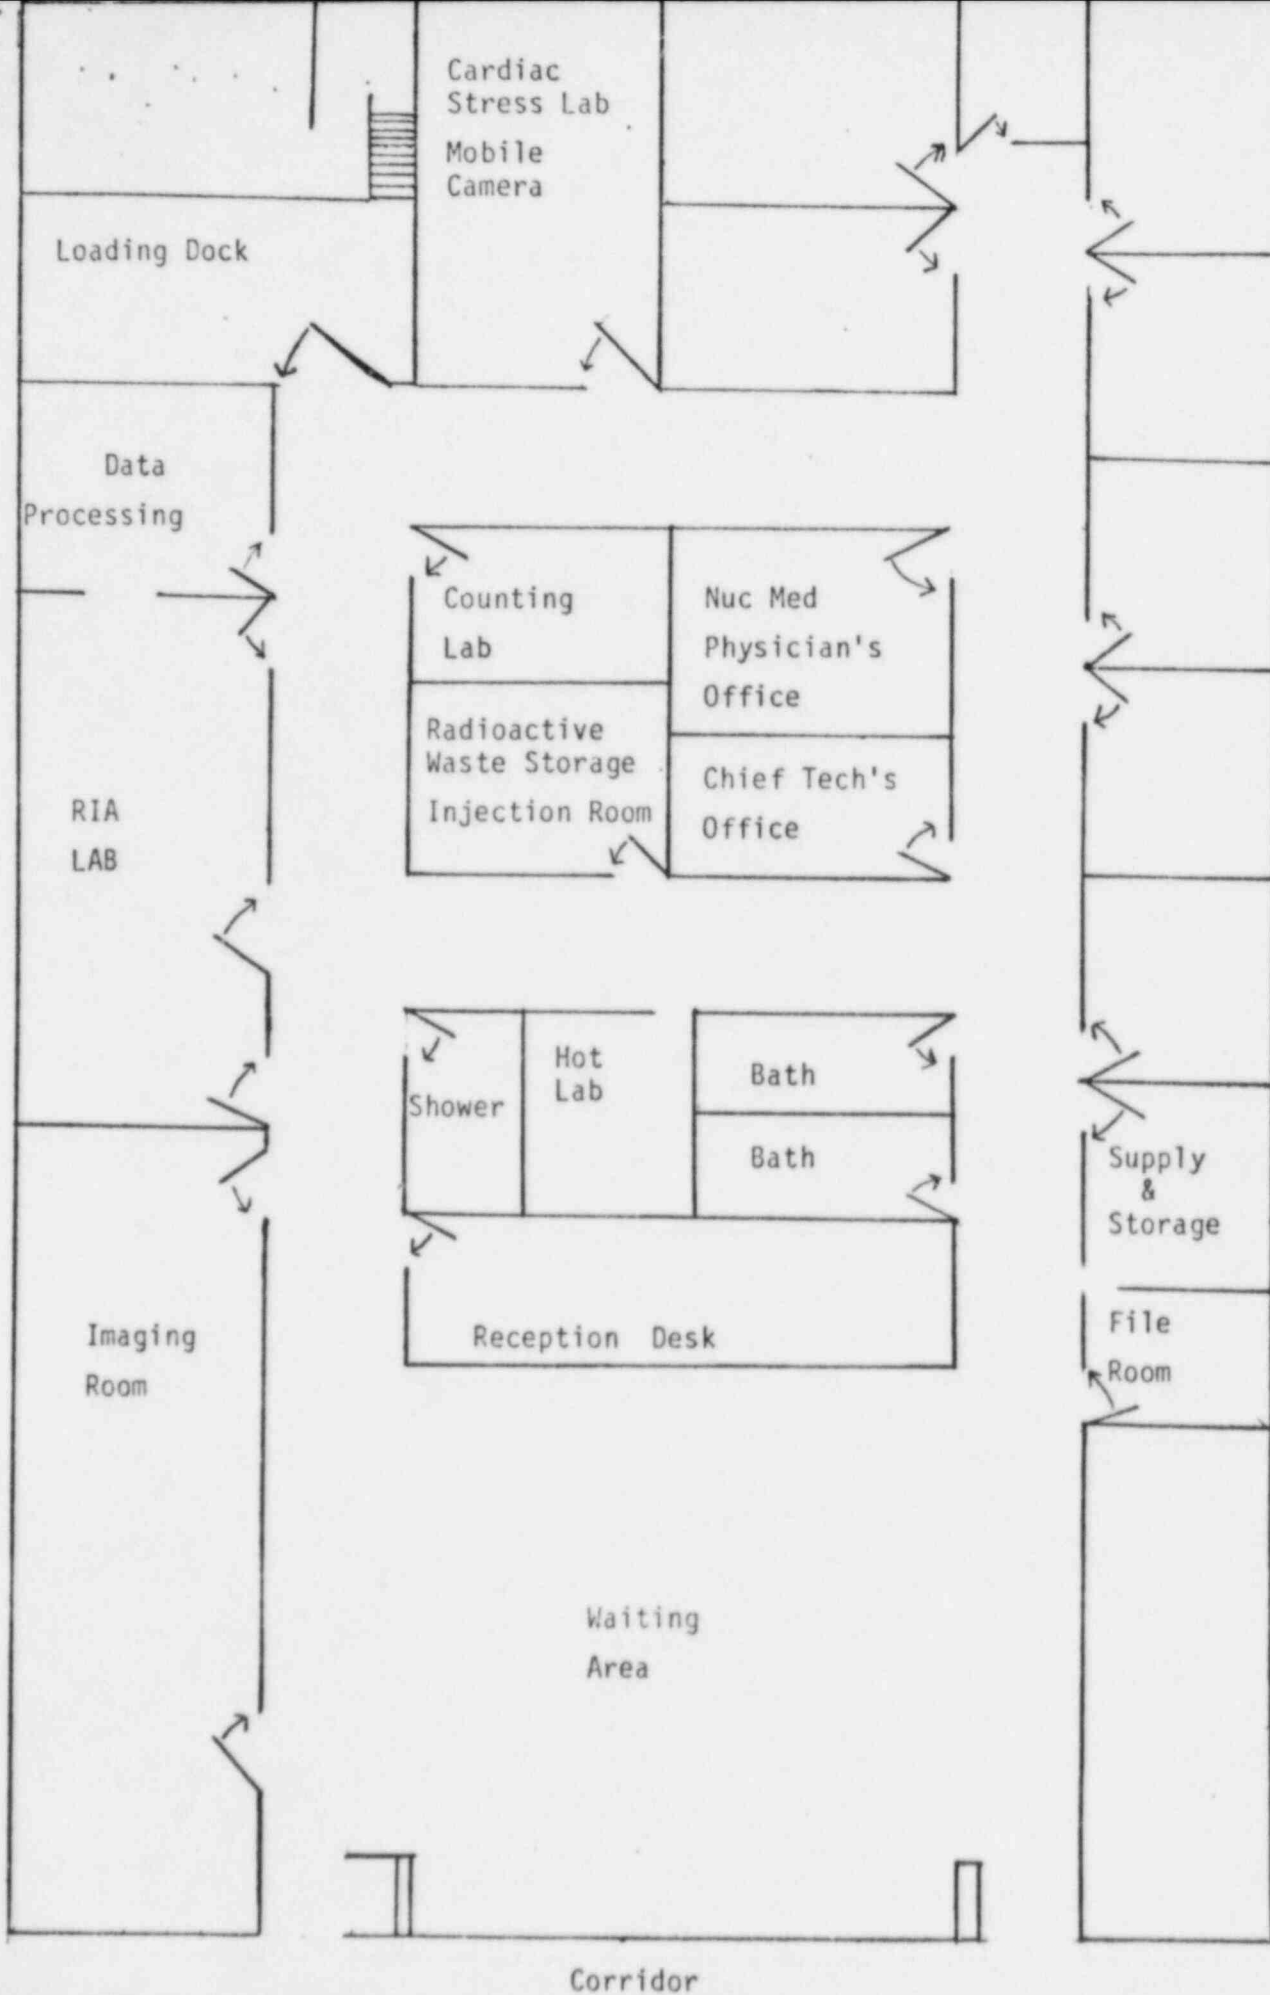 Cardiac
Stress Lab
Mobile
Camera
Loading Dock
Data
Processing
Counting
Lab
Nuc Med
Physician's
Office
Radioactive
Waste Storage
Injection Room
Chief Tech's
Office
RIA
LAB
Shower
Hot
Lab
Bath
Bath
Supply
&
Storage
File
Room
Imaging
Room
Reception Desk
Waiting
Area
Corridor